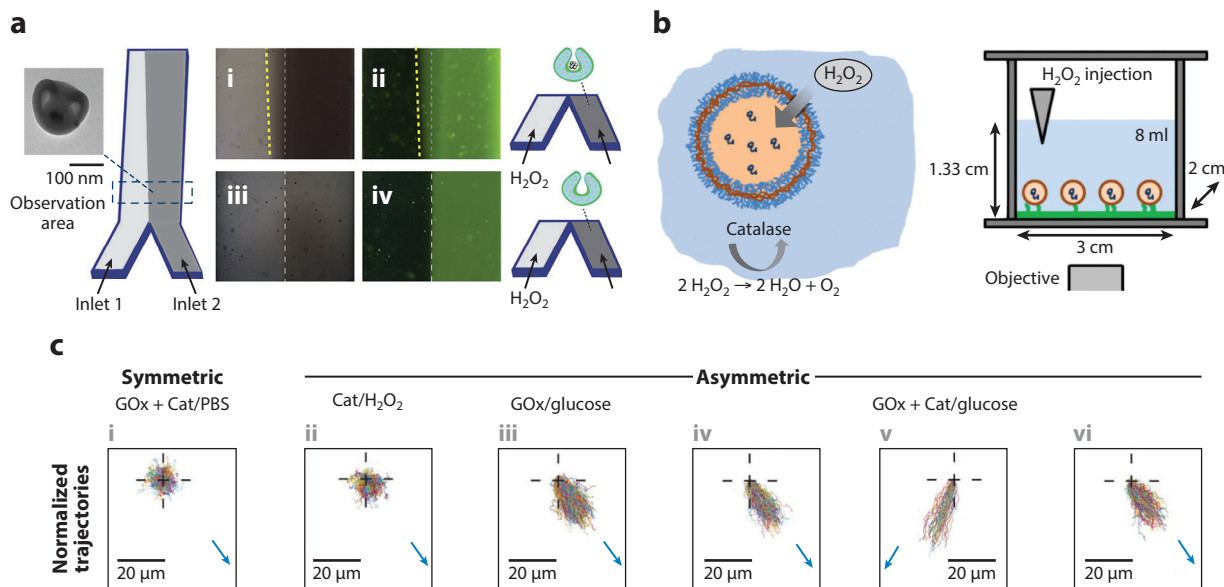 a
100 nm
Observation
area
Inlet 1
Inlet 2
i
ii
iii
iv
H₂O₂
H₂O₂
b
H₂O₂
Catalase
2 H₂O₂ → 2 H₂O + O₂
H₂O₂ injection
8 ml
1.33 cm
2 cm
3 cm
Objective
c
Symmetric
Asymmetric
GOx + Cat/PBS
Cat/H₂O₂
GOx/glucose
GOx + Cat/glucose
i
ii
iii
iv
v
vi
Normalized
trajectories
20 µm
20 µm
20 µm
20 µm
20 µm
20 µm